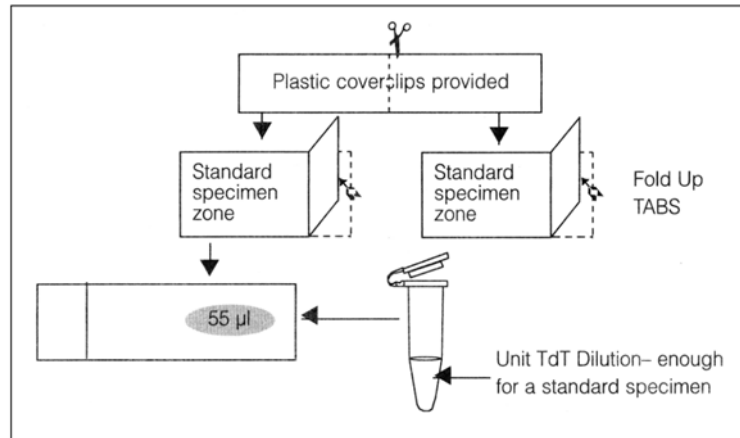 Plastic coverclips provided
Standard
specimen
zone
Standard
specimen
zone
Fold Up
TABS
55 µl
Unit TdT Dilution– enough
for a standard specimen